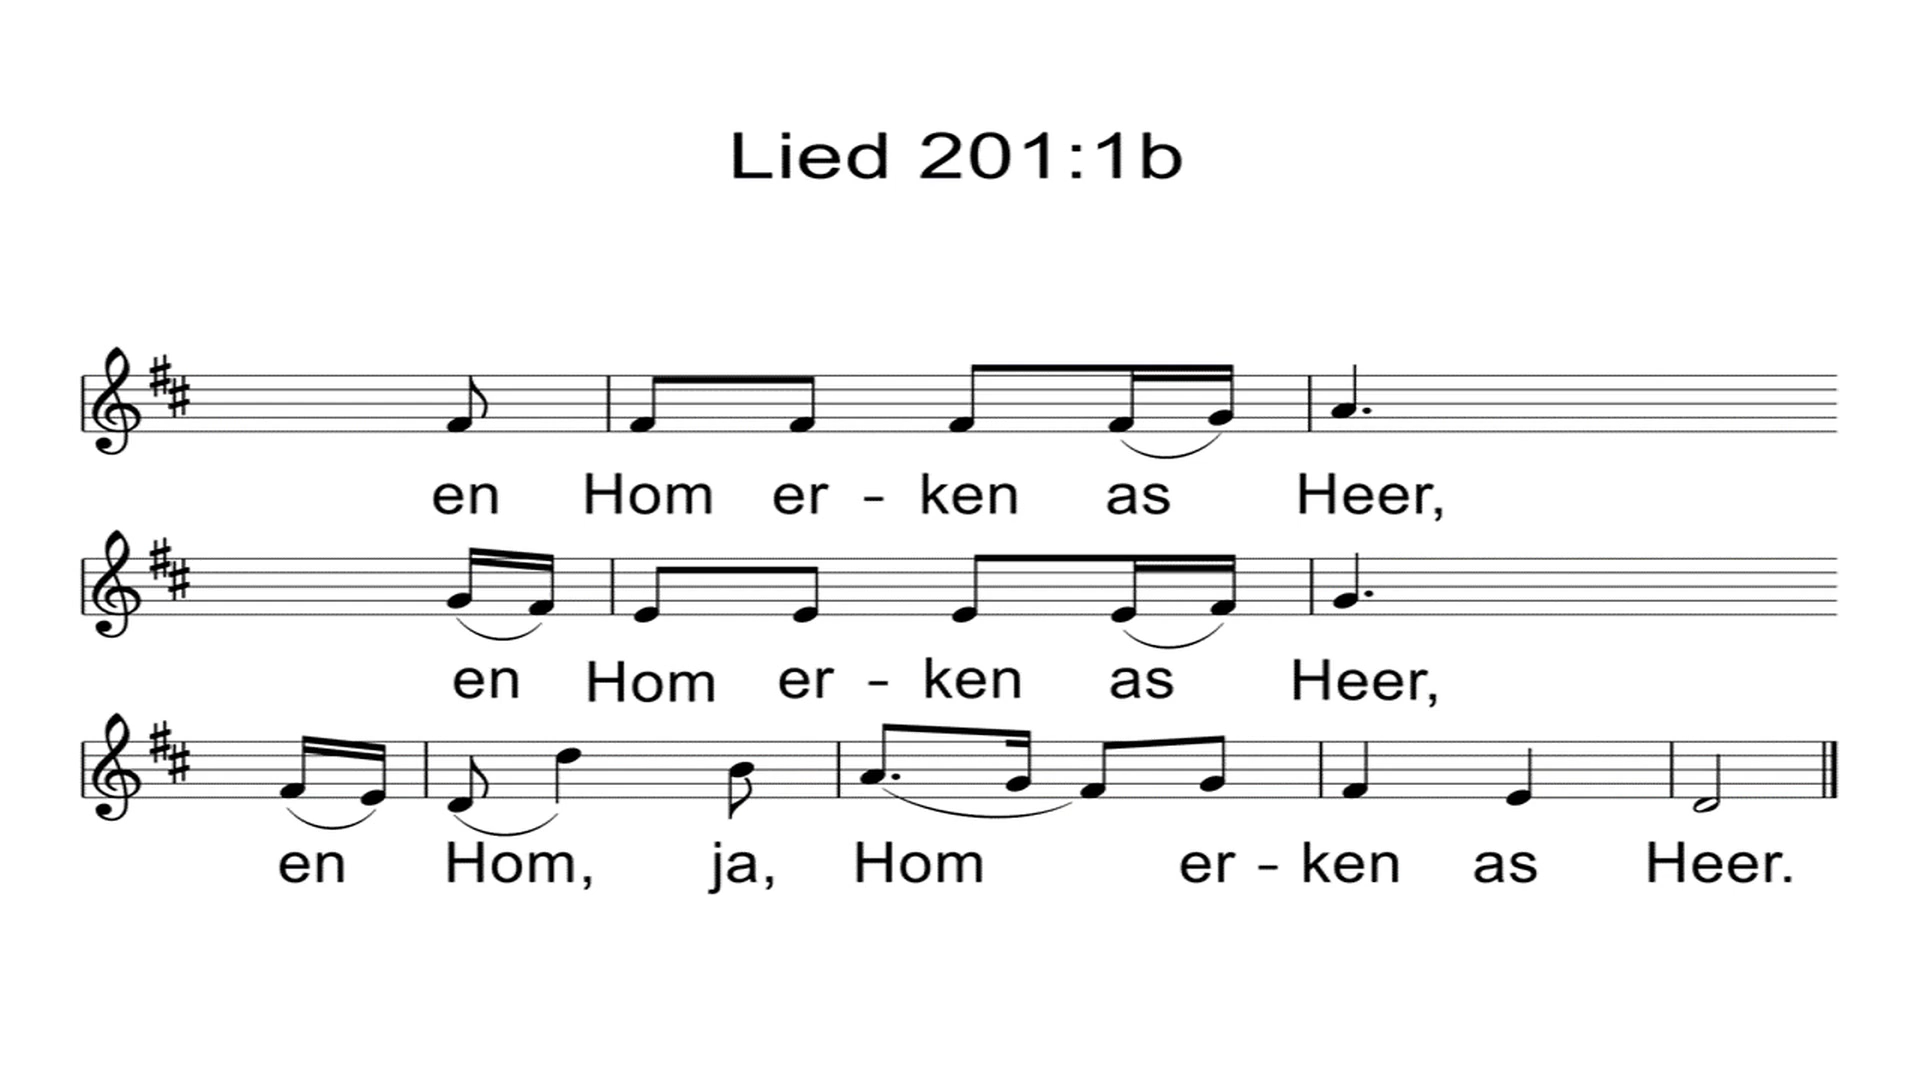 Lied 201:1b
en Hom er - ken as Heer,
en Hom er - ken as Heer,
en Hom, ja, Hom er - ken as Heer.